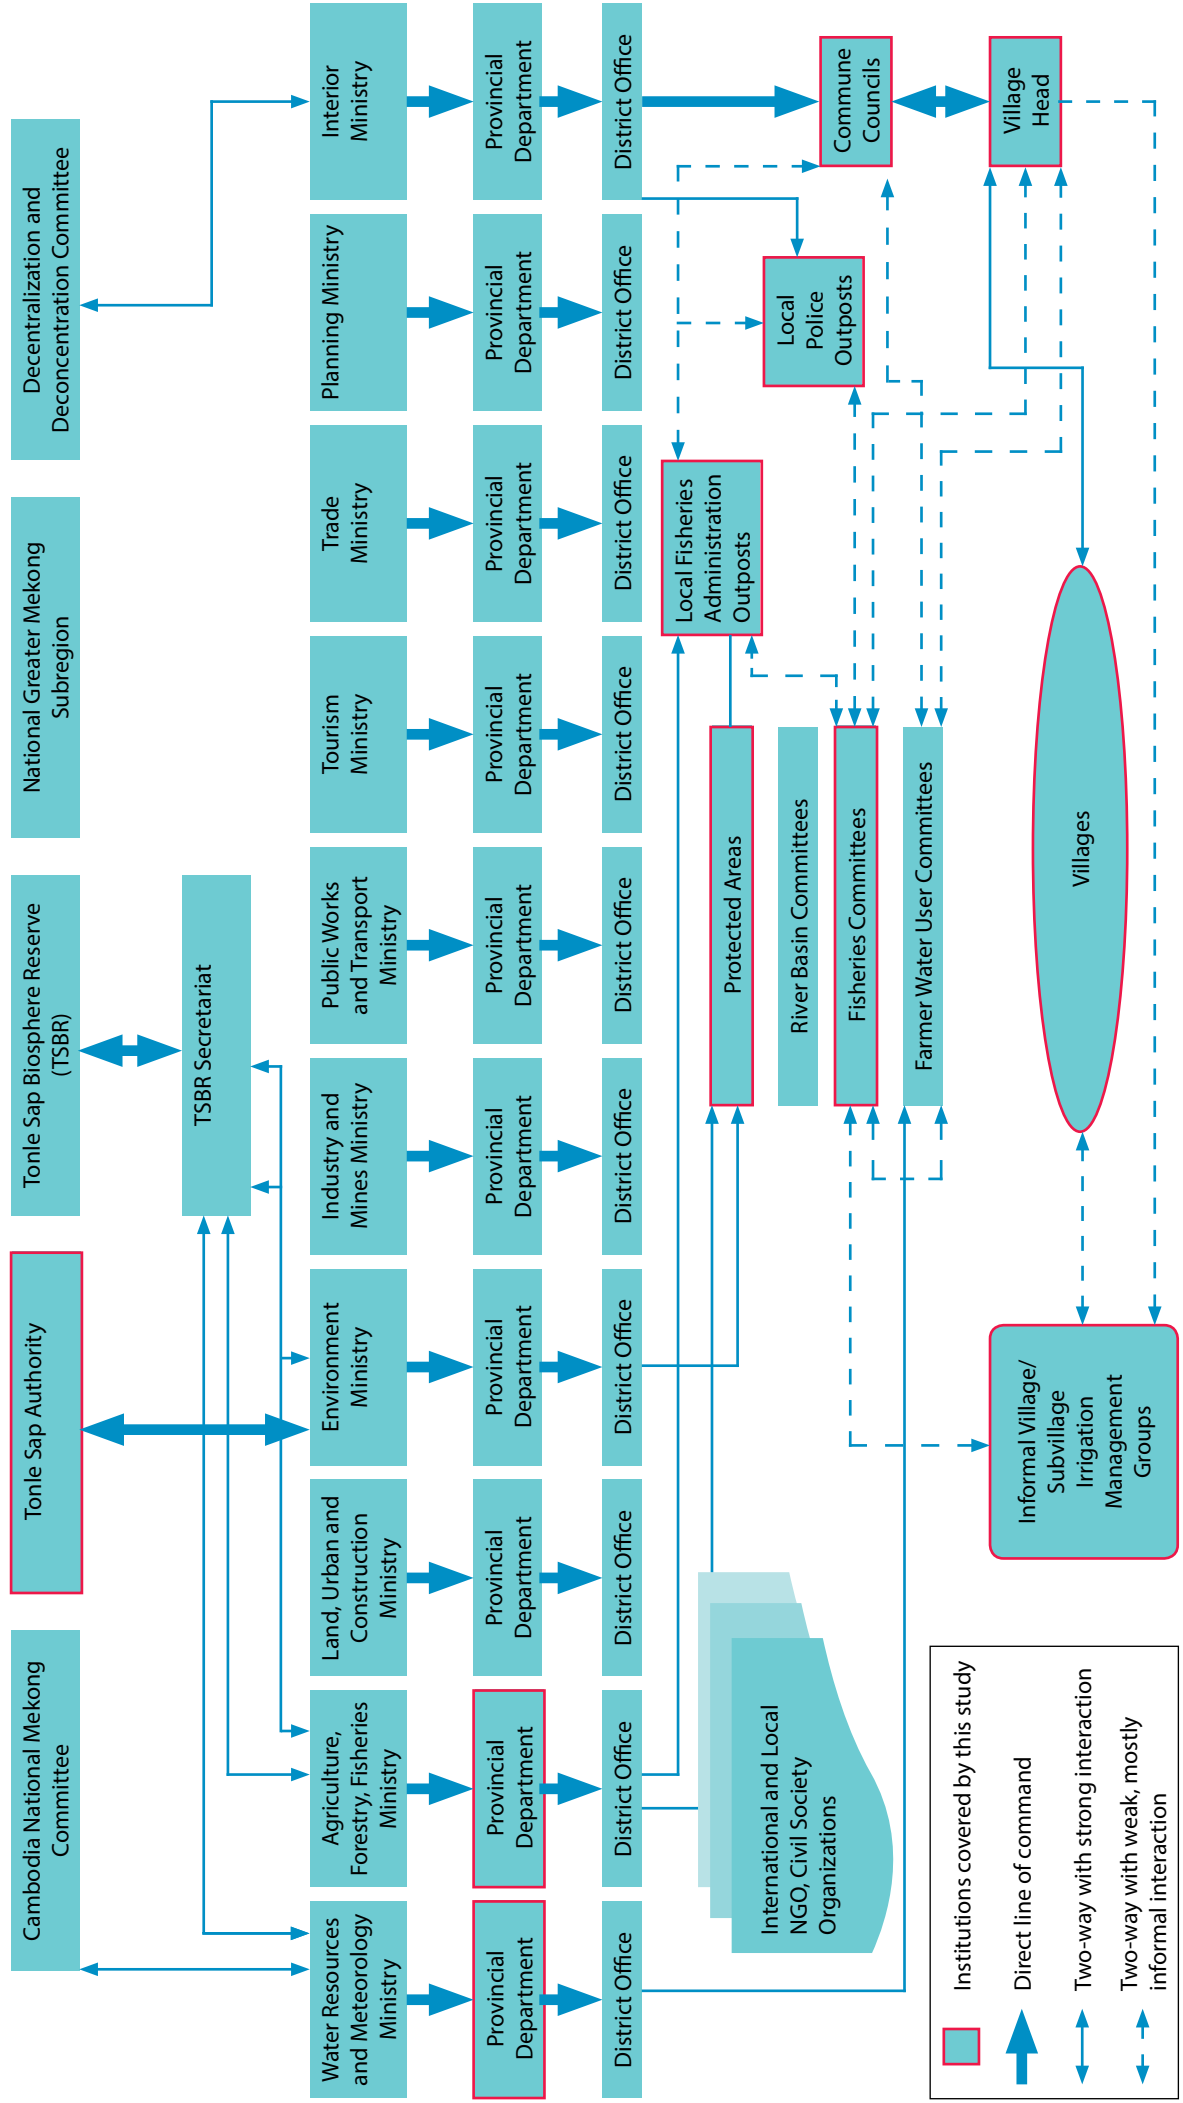 Cambodia National Mekong
Committee
Tonle Sap Authority
Tonle Sap Biosphere Reserve
(TSBR)
National Greater Mekong
Subregion
Decentralization and
Deconcentration Committee
TSBR Secretariat
Water Resources
and Meteorology
Ministry
Agriculture,
Forestry, Fisheries
Ministry
Land, Urban and
Construction
Ministry
Environment
Ministry
Industry and
Mines Ministry
Public Works
and Transport
Ministry
Tourism
Ministry
Trade
Ministry
Planning Ministry
Interior
Ministry
Provincial
Department
Provincial
Department
Provincial
Department
Provincial
Department
Provincial
Department
Provincial
Department
Provincial
Department
Provincial
Department
Provincial
Department
Provincial
Department
District Office
District Office
District Office
District Office
District Office
District Office
District Office
District Office
District Office
District Office
Local Fisheries
Administration
Outposts
Local
Police
Outposts
Commune
Councils
Village
Head
International and Local
NGO, Civil Society
Organizations
Protected Areas
River Basin Committees
Fisheries Committees
Farmer Water User Committees
Informal Village/
Subvillage
Irrigation
Management
Groups
Villages
Institutions covered by this study
Direct line of command
Two-way with strong interaction
Two-way with weak, mostly
informal interaction